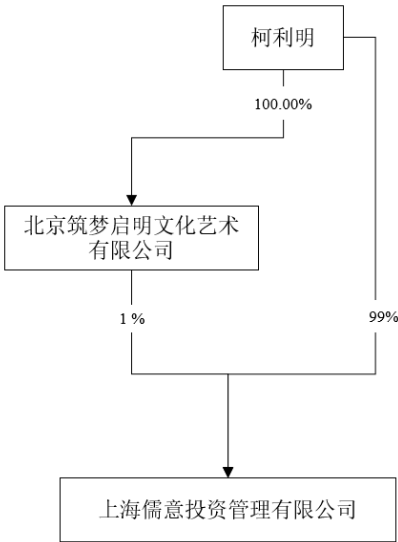 柯利明
100.00%
北京筑梦启明文化艺术
有限公司
1 %
99%
上海儒意投资管理有限公司